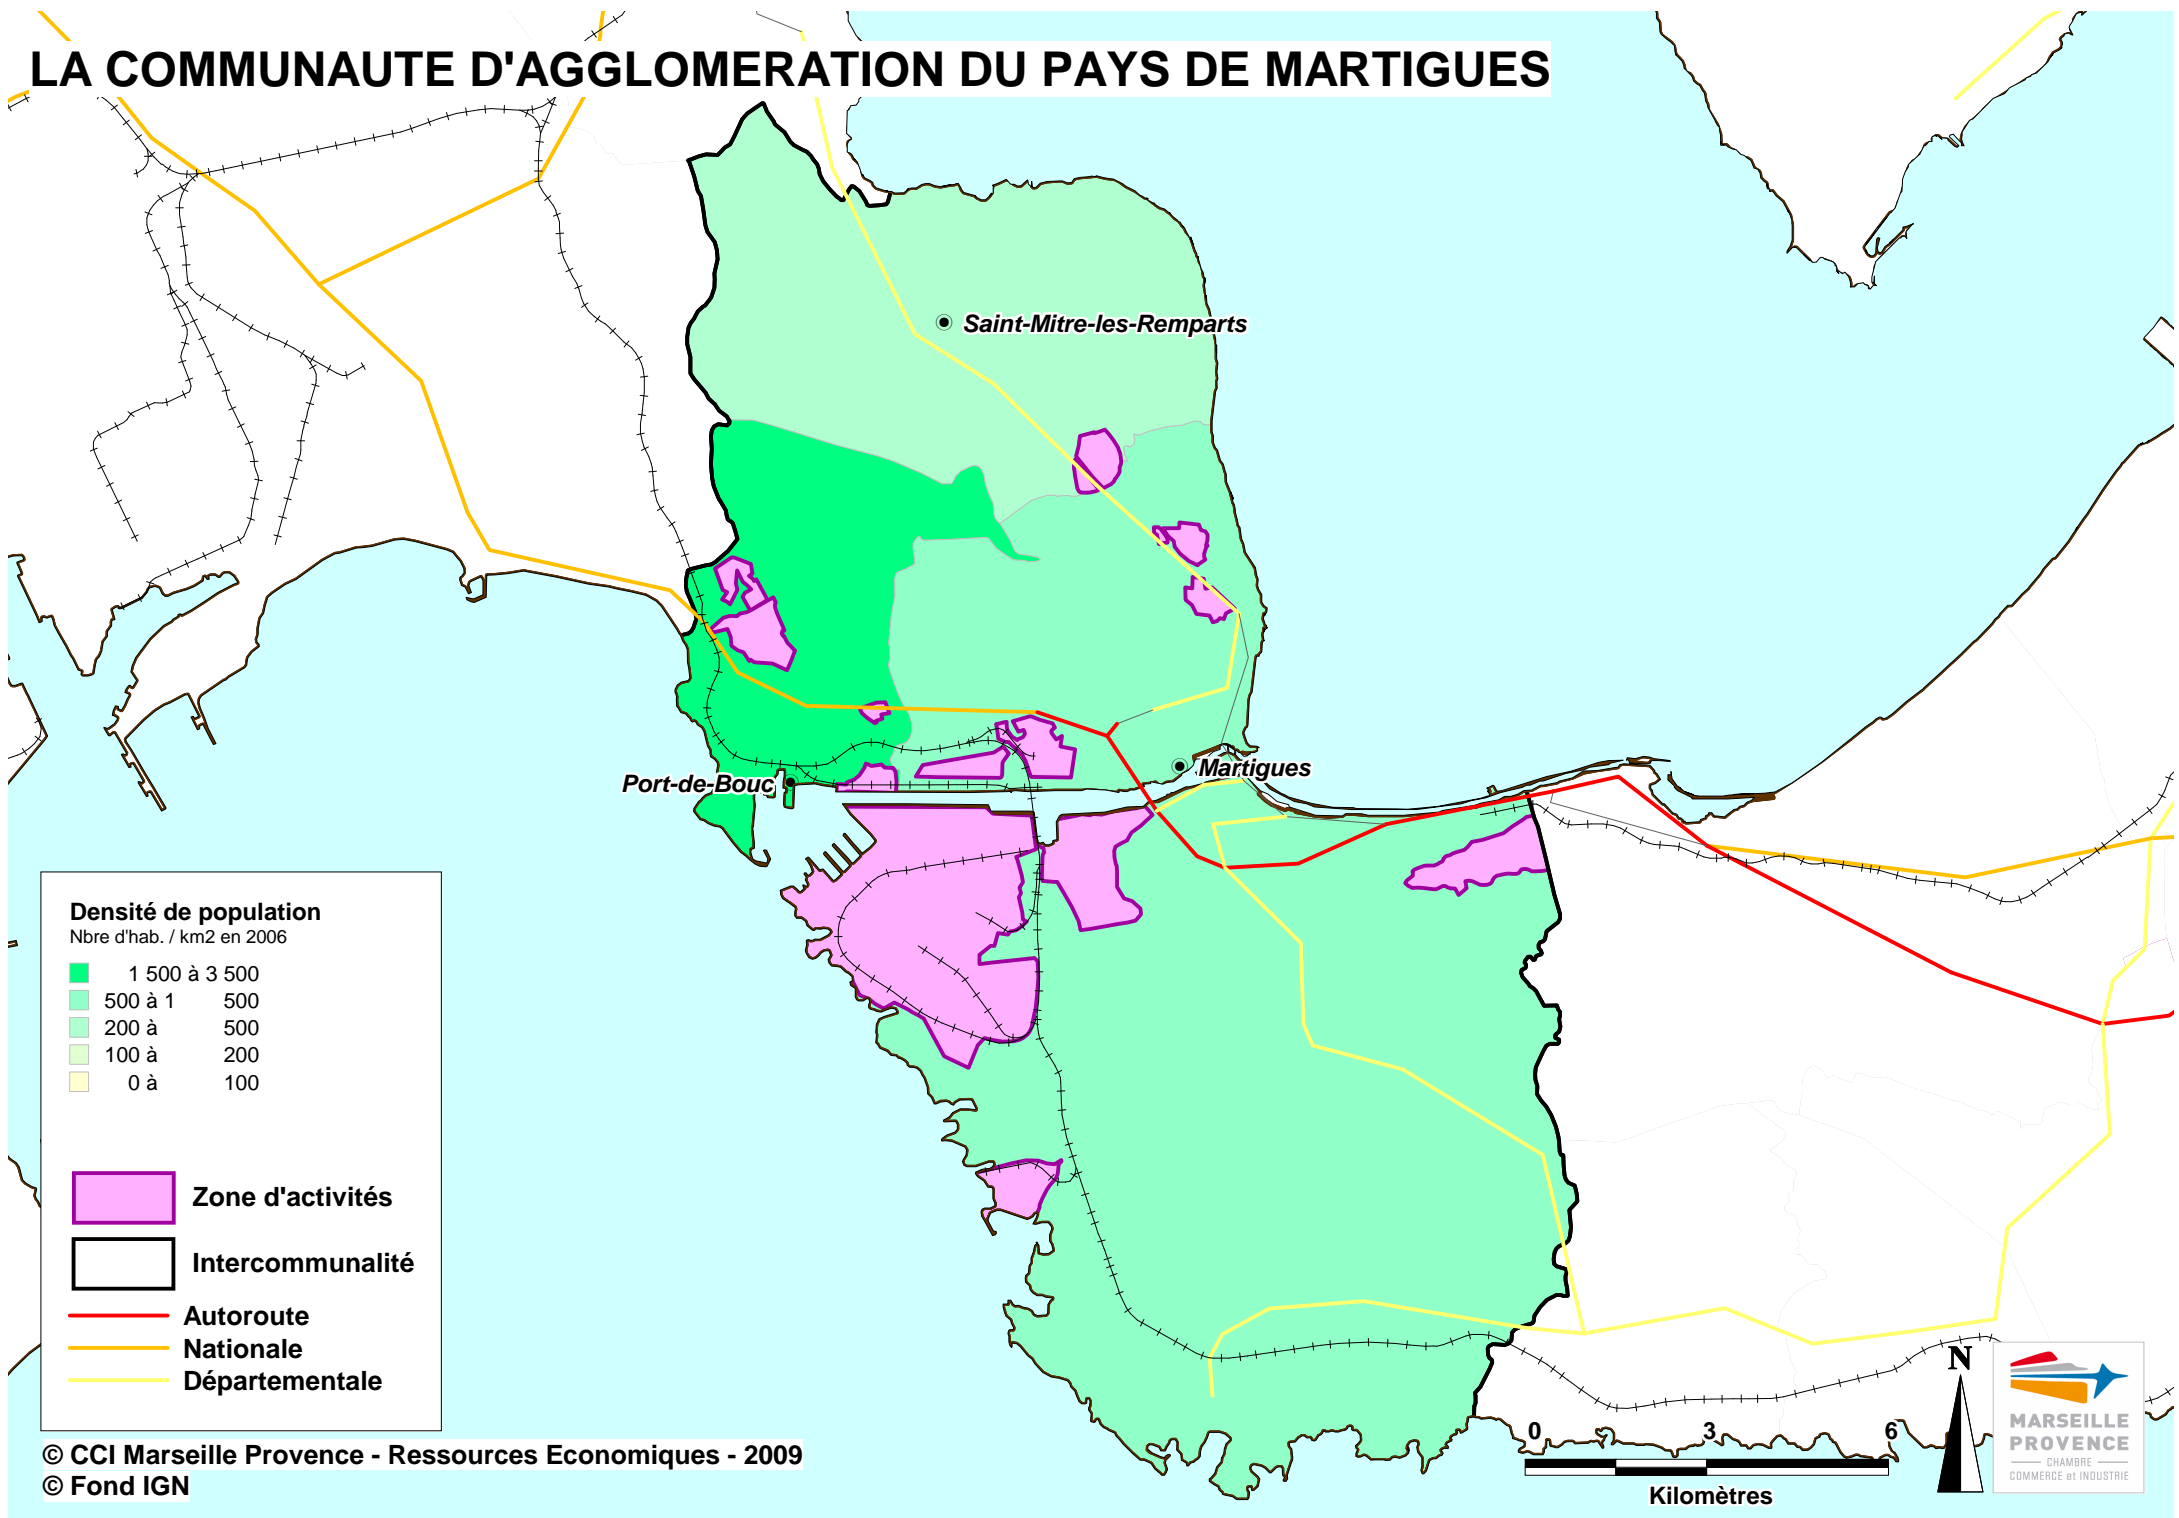 LA COMMUNAUTE D'AGGLOMERATION DU PAYS DE MARTIGUES
Saint-Mitre-les-Remparts
Port-de-Bouc
Martigues
Densité de population
Nbre d'hab. / km2 en 2006
1 500 à 3 500
500 à 1 500
200 à 500
100 à 200
0 à 100
Zone d'activités
Intercommunalité
Autoroute
Nationale
Départementale
© CCI Marseille Provence - Ressources Economiques - 2009
© Fond IGN
0 3 6
Kilomètres
N
MARSEILLE
PROVENCE
CHAMBRE
COMMERCE et INDUSTRIE